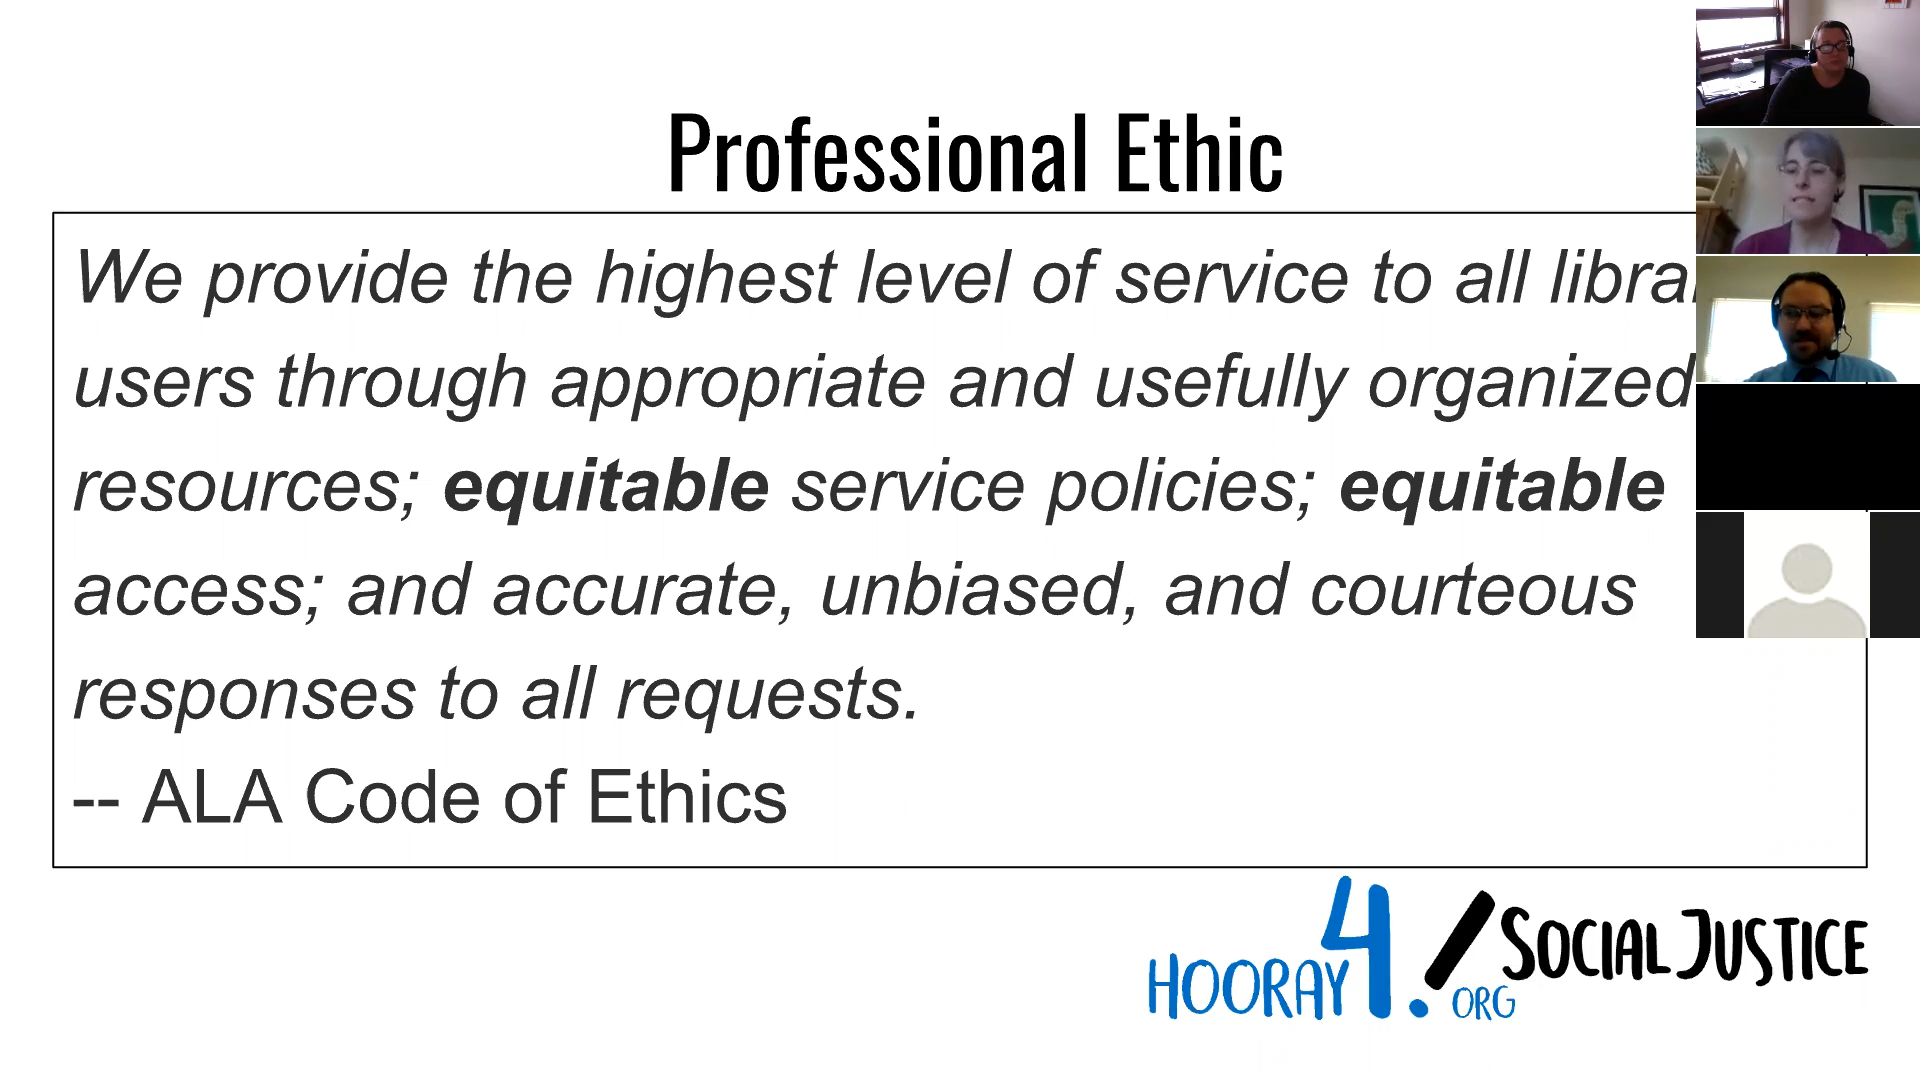 Professional Ethic
We provide the highest level of service to all
users through appropriate and usefully organized
resources; equitable service policies; equitable
access; and accurate, unbiased, and courteous
responses to all requests.
-- ALA Code of Ethics
HOORAY4./SOCIALJUSTICE
.ORG